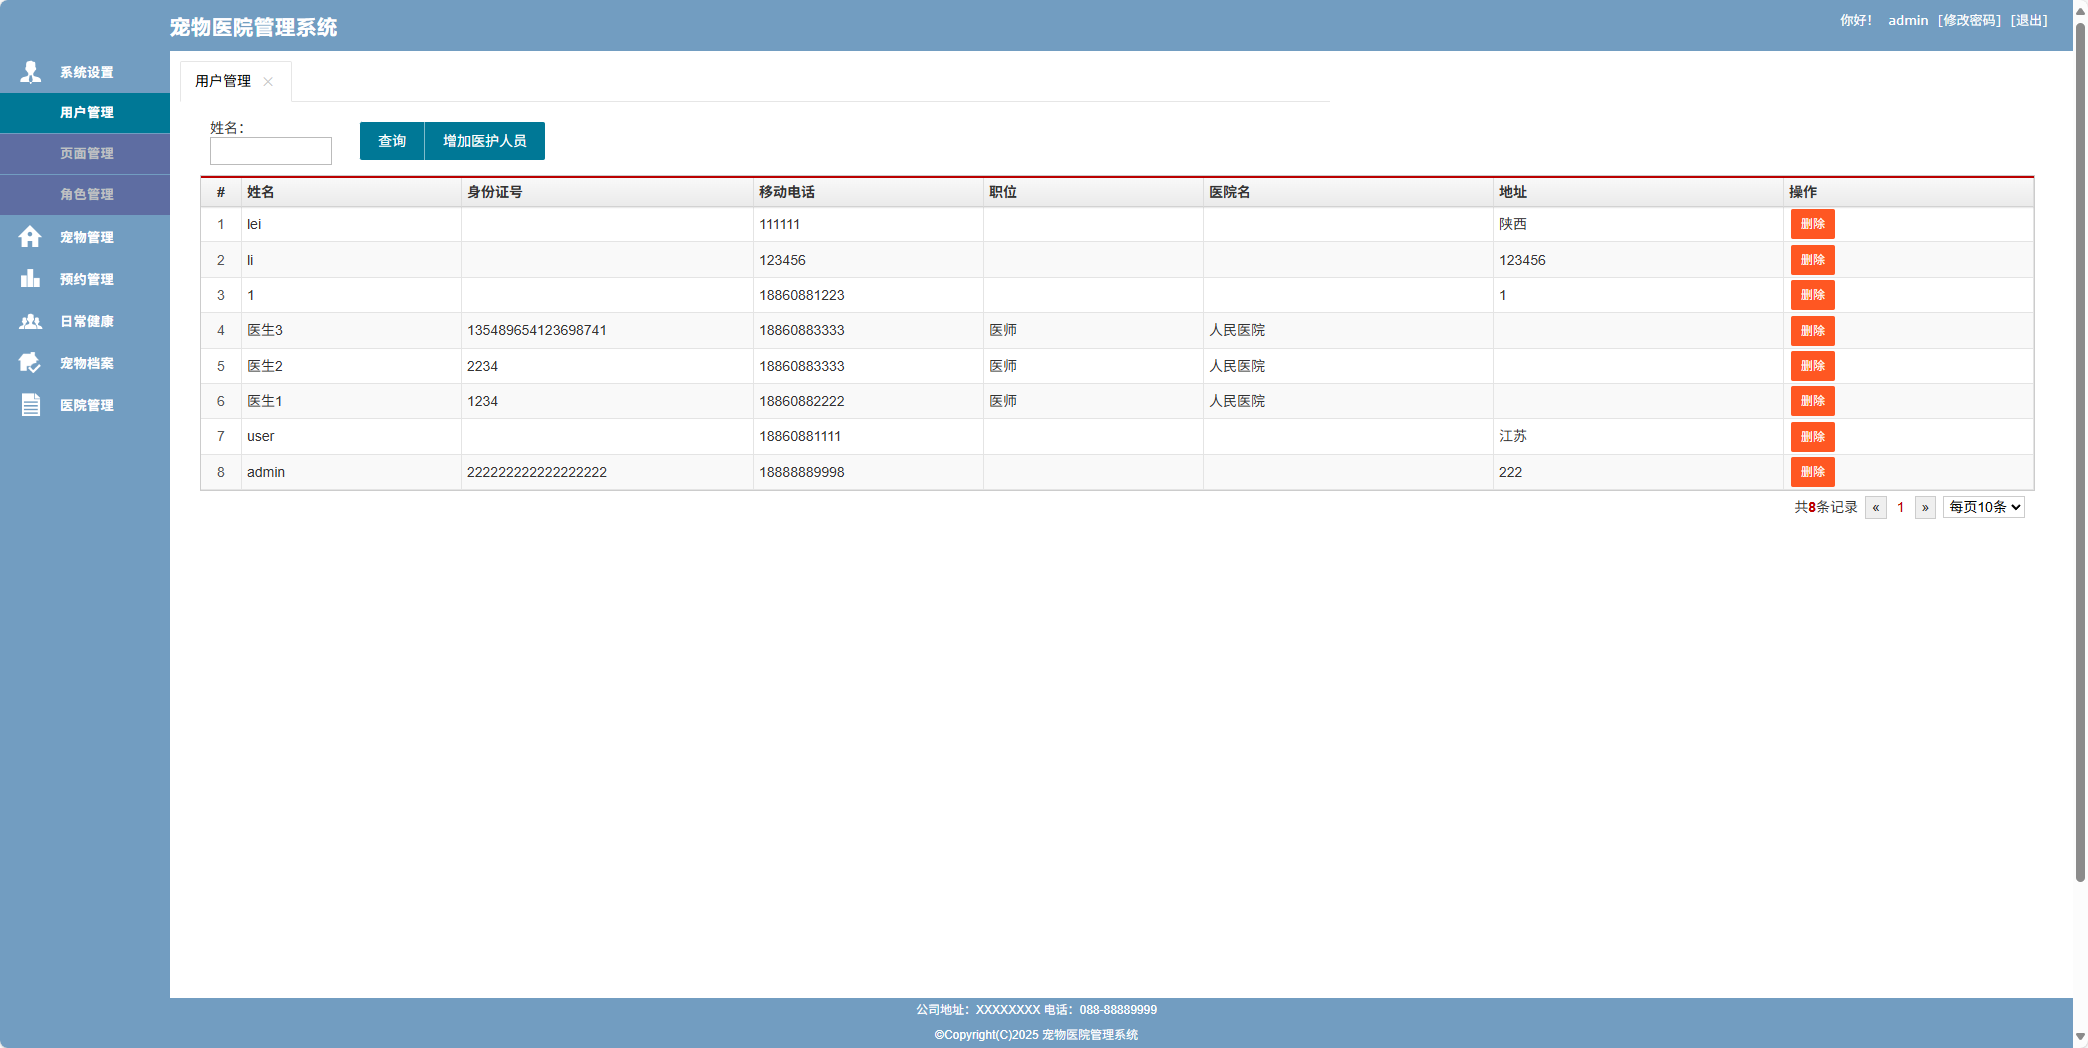 宠物医院管理系统
你好! admin [修改密码] [退出]
系统设置
用户管理
页面管理
角色管理
宠物管理
预约管理
日常健康
宠物档案
医院管理
用户管理 ×
姓名:
查询 增加医护人员
# 姓名 身份证号 移动电话 职位 医院名 地址 操作
1 lei 111111 陕西 删除
2 li 123456 123456 删除
3 1 18860881223 1 删除
4 医生3 135489654123698741 18860883333 医师 人民医院 删除
5 医生2 2234 18860883333 医师 人民医院 删除
6 医生1 1234 18860882222 医师 人民医院 删除
7 user 18860881111 江苏 删除
8 admin 222222222222222222 18888889998 222 删除
共8条记录 « 1 » 每页10条
公司地址: XXXXXXXX 电话: 088-88889999
©Copyright(C)2025 宠物医院管理系统